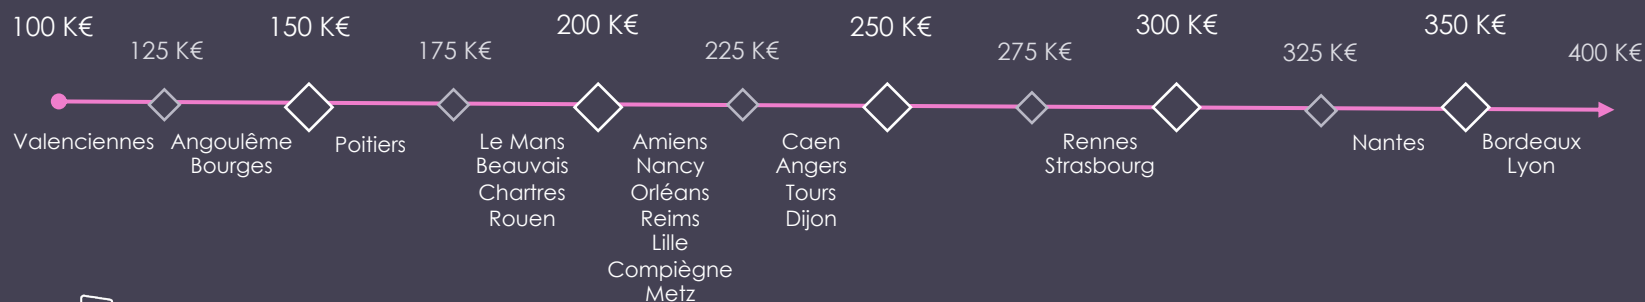 100 K€
125 K€
150 K€
175 K€
200 K€
225 K€
250 K€
275 K€
300 K€
325 K€
350 K€
400 K€
Valenciennes
Angoulême
Bourges
Poitiers
Le Mans
Beauvais
Chartres
Rouen
Amiens
Nancy
Orléans
Reims
Lille
Compiègne
Metz
Caen
Angers
Tours
Dijon
Rennes
Strasbourg
Nantes
Bordeaux
Lyon